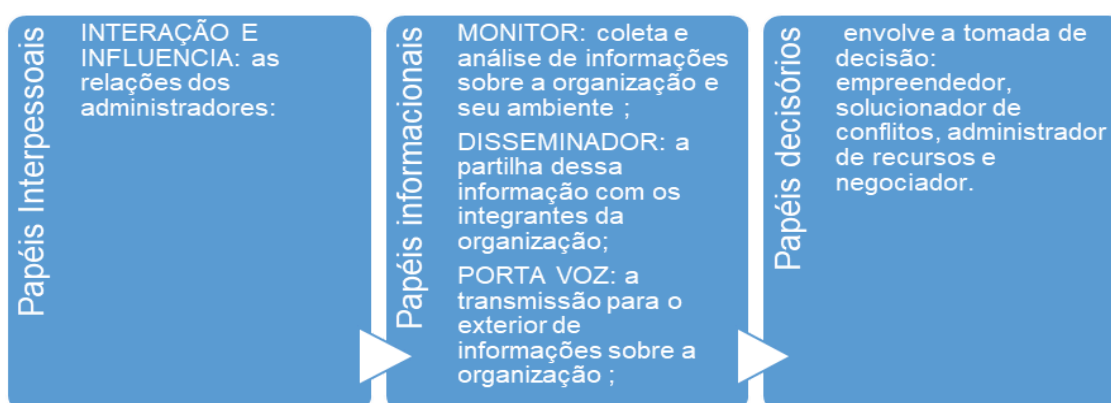 Papéis Interpessoais
INTERAÇÃO E
INFLUENCIA: as
relações dos
administradores:
Papéis informacionais
MONITOR: coleta e
análise de informações
sobre a organização e
seu ambiente ;
DISSEMINADOR: a
partilha dessa
informação com os
integrantes da
organização;
PORTA VOZ: a
transmissão para o
exterior de
informações sobre a
organização ;
Papéis decisórios
envolve a tomada de
decisão:
empreendedor,
solucionador de
conflitos, administrador
de recursos e
negociador.